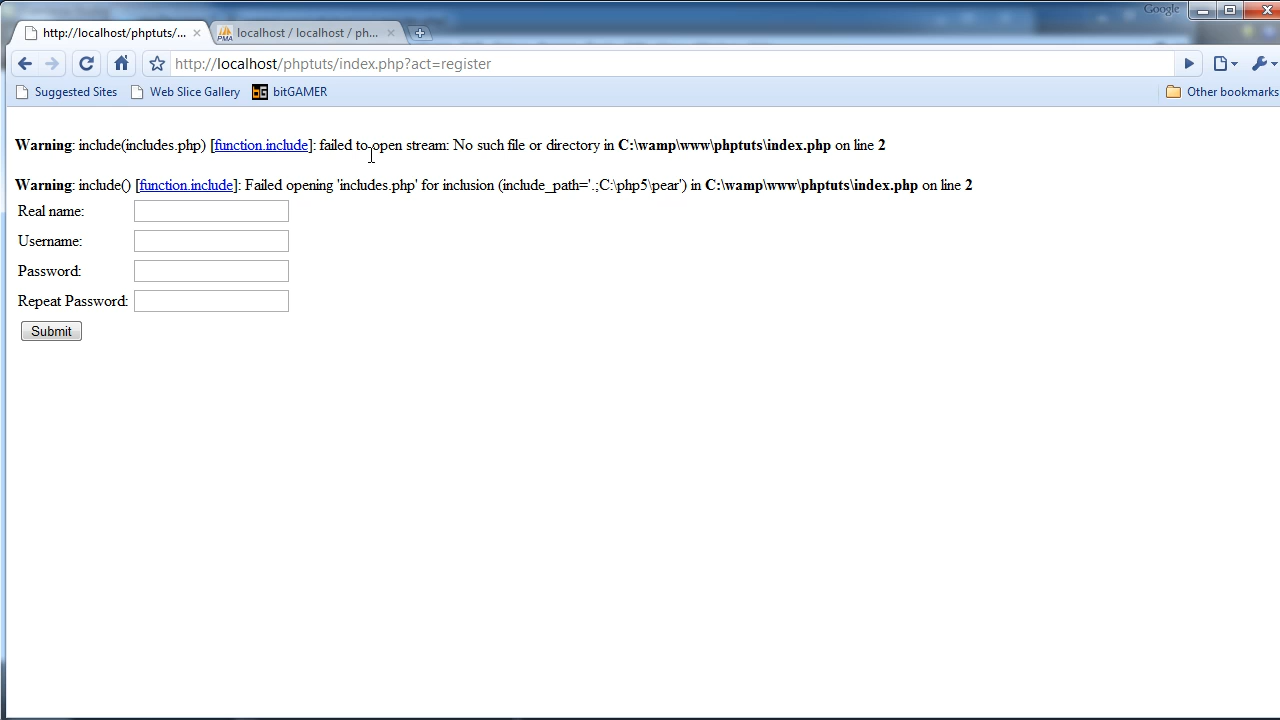 Google
http://localhost/phptuts/...
localhost / localhost / ph...
http://localhost/phptuts/index.php?act=register
Suggested Sites
Web Slice Gallery
bitGAMER
Other bookmarks
Warning: include(includes.php) [function.include]: failed to open stream: No such file or directory in C:\wamp\www\phptuts\index.php on line 2
Warning: include() [function.include]: Failed opening 'includes.php' for inclusion (include_path='.;C:\php5\pear') in C:\wamp\www\phptuts\index.php on line 2
Real name:
Username:
Password:
Repeat Password:
Submit